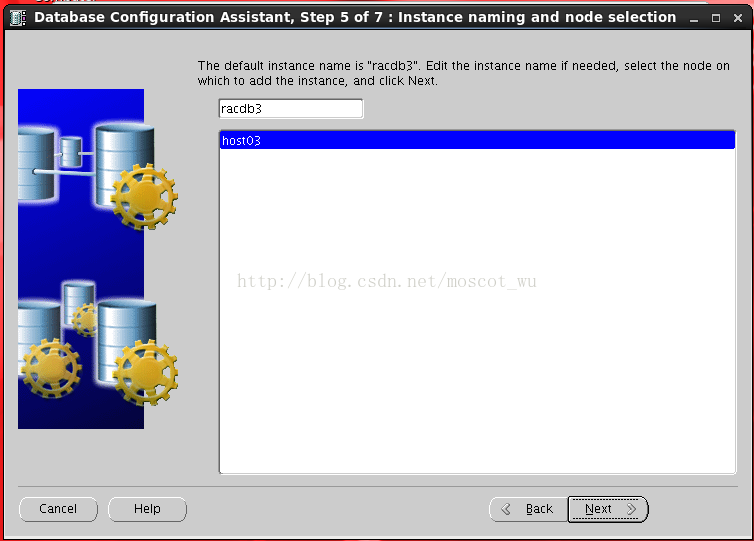 Database Configuration Assistant, Step 5 of 7 : Instance naming and node selection
The default instance name is "racdb3". Edit the instance name if needed, select the node on
which to add the instance, and click Next.
racdb3
host03
http://blog.csdn.net/moscot_wu
Cancel
Help
Back
Next